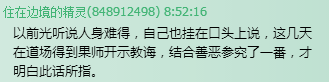 住在边境的精灵(848912498) 8:52:16
以前光听说人身难得，自己也挂在口头上说，这几天
在道场得到果师开示教诲，结合善恶参究了一番，才
明白此话所指。